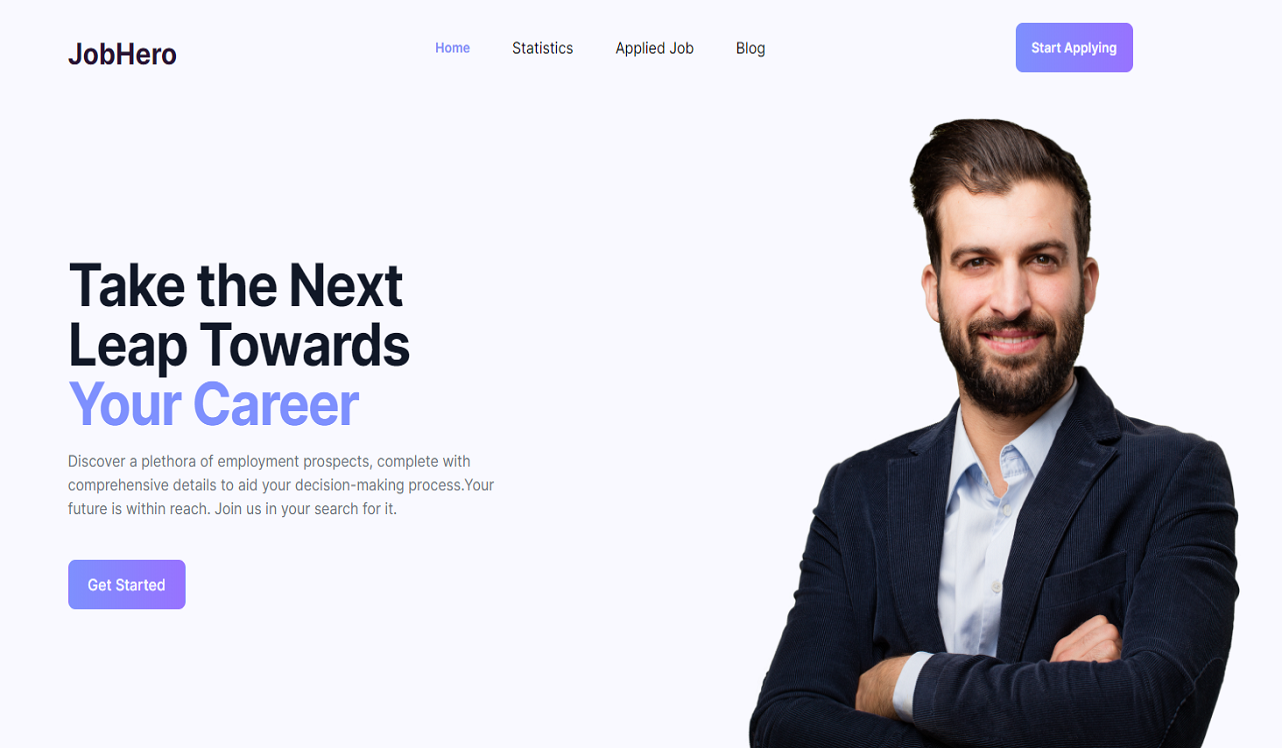 JobHero
Home Statistics Applied Job Blog
Start Applying
Take the Next
Leap Towards
Your Career
Discover a plethora of employment prospects, complete with
comprehensive details to aid your decision-making process.Your
future is within reach. Join us in your search for it.
Get Started